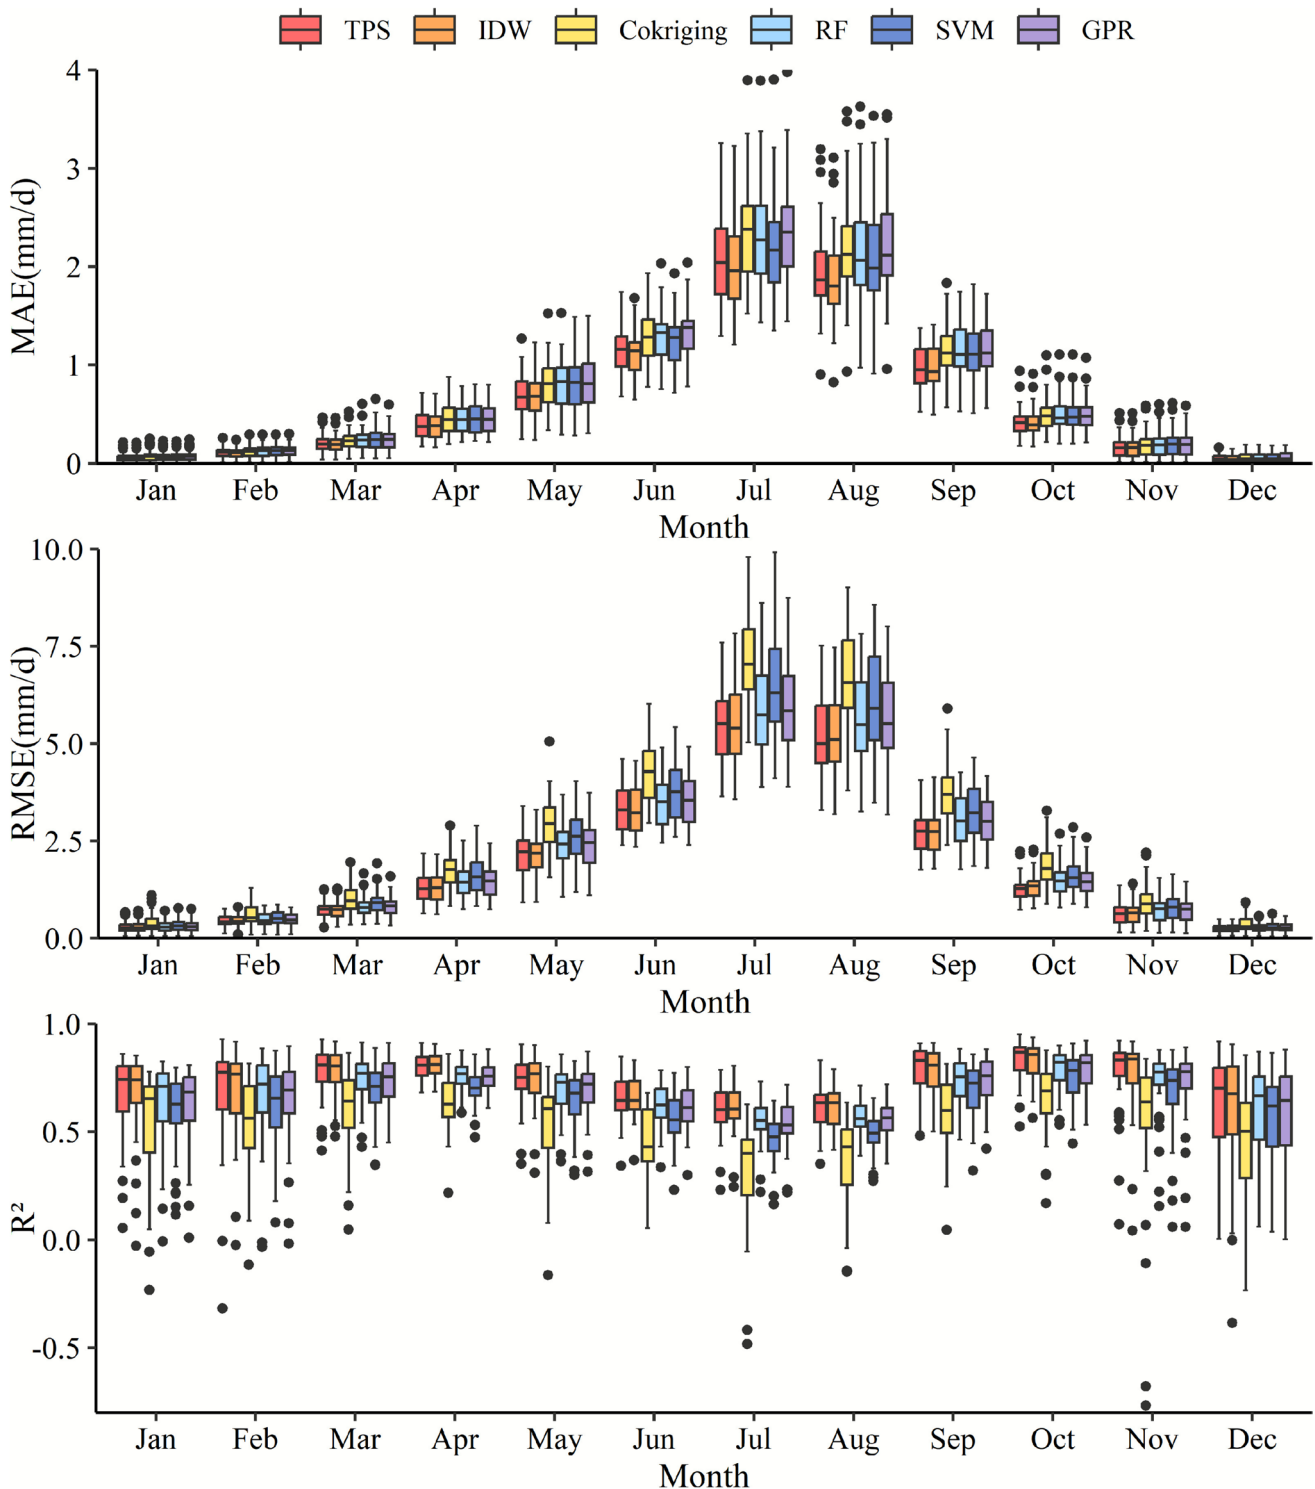 TPS IDW Cokriging RF SVM GPR
MAE(mm/d)
4
3
2
1
0
Jan Feb Mar Apr May Jun Jul Aug Sep Oct Nov Dec
Month
RMSE(mm/d)
10.0
7.5
5.0
2.5
0.0
Jan Feb Mar Apr May Jun Jul Aug Sep Oct Nov Dec
Month
R²
1.0
0.5
0.0
-0.5
Jan Feb Mar Apr May Jun Jul Aug Sep Oct Nov Dec
Month